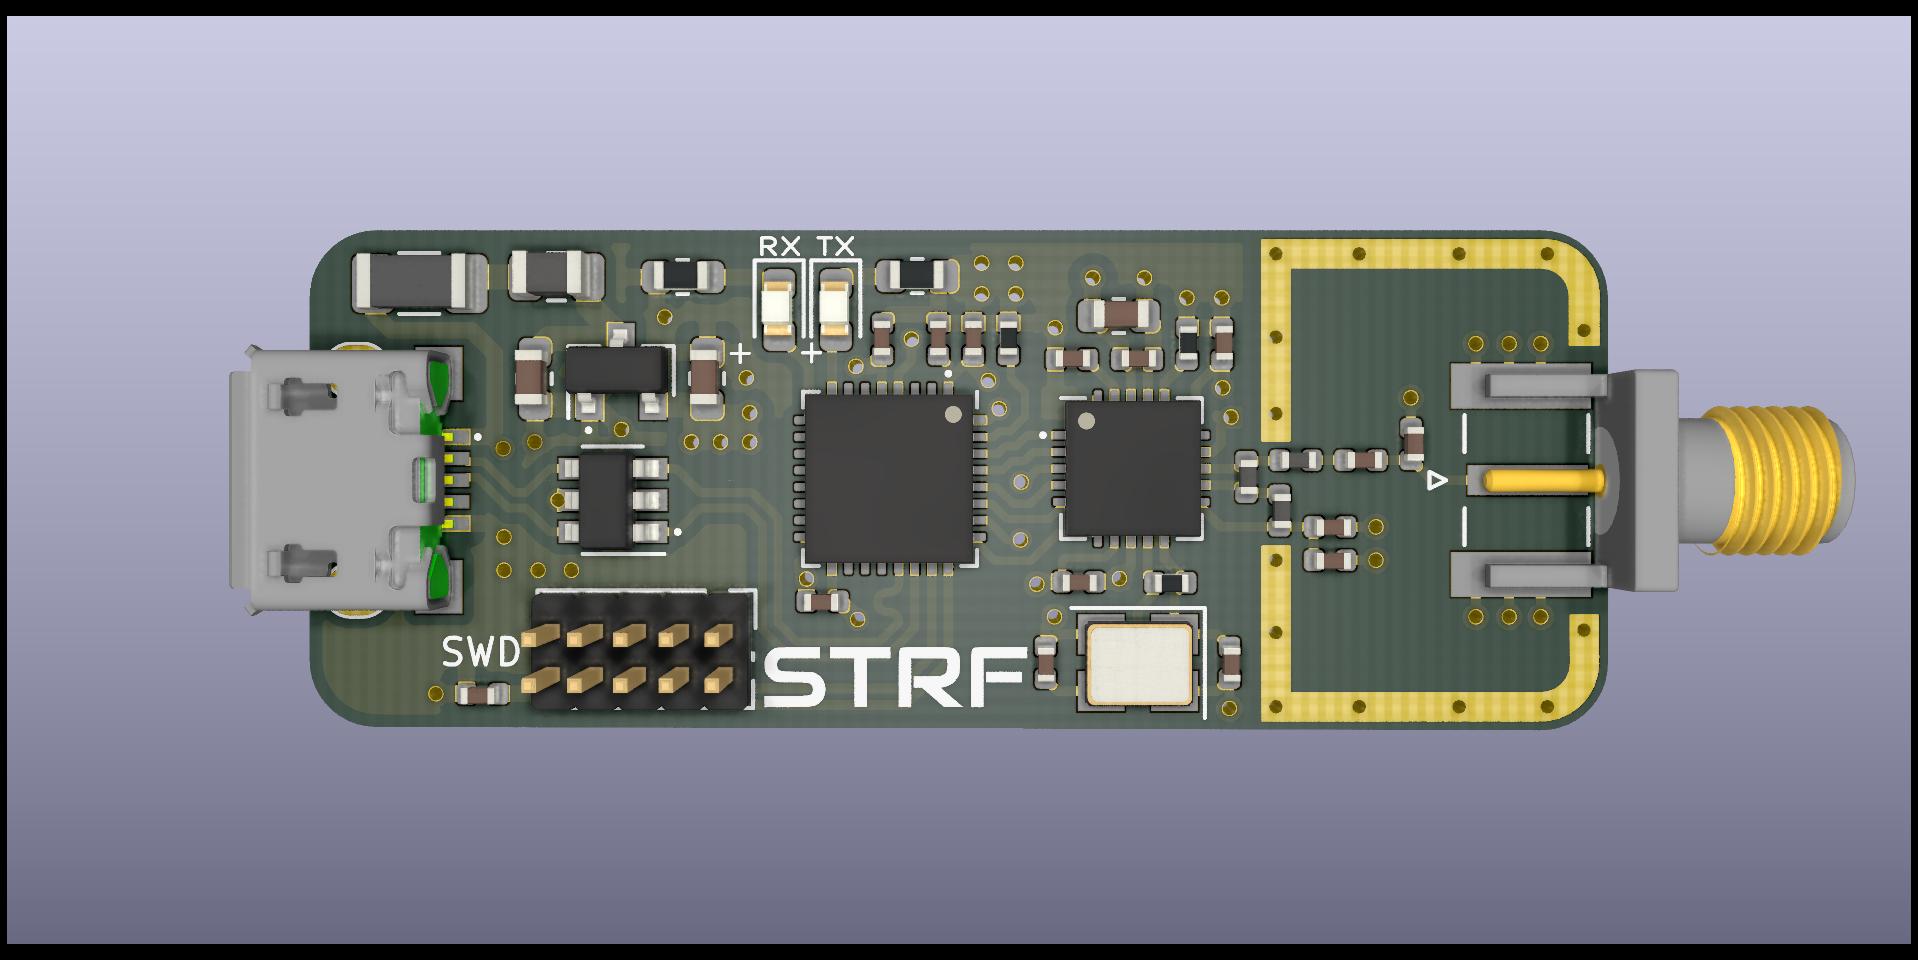 RX TX
+ +
SWD
STRF